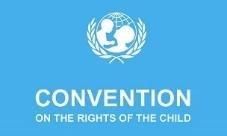 CONVENTION
ON THE RIGHTS OF THE CHILD